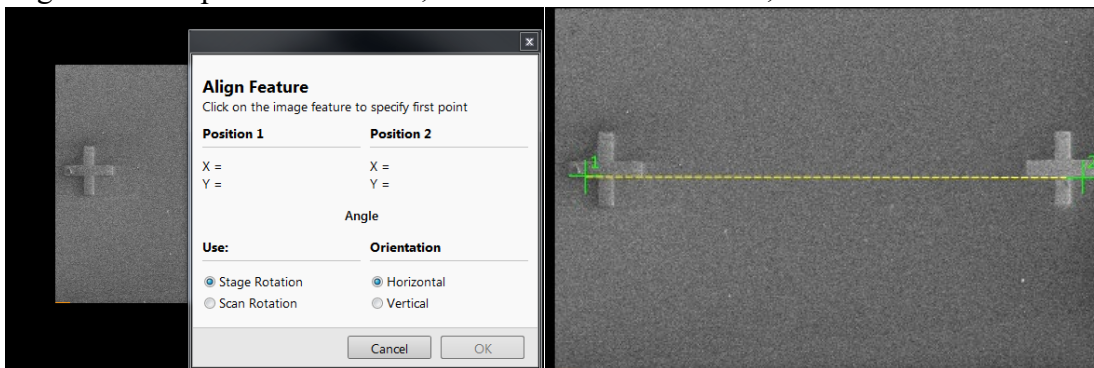 x
Align Feature
Click on the image feature to specify first point
Position 1 Position 2
X = X =
Y = Y =
Angle
Use: Orientation
Stage Rotation Horizontal
Scan Rotation Vertical
Cancel OK
1 2